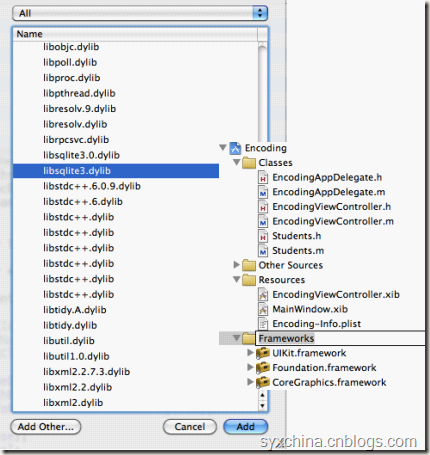 All
Name
libobjc.dylib
libpoll.dylib
libproc.dylib
libpthread.dylib
libresolv.9.dylib
libresolv.dylib
librpcsvc.dylib
libsqlite3.0.dylib
libsqlite3.dylib
libstdc++.6.0.9.dylib
libstdc++.6.dylib
libstdc++.dylib
libstdc++.dylib
libstdc++.dylib
libstdc++.dylib
libtidy.A.dylib
libtidy.dylib
libutil.dylib
libutil1.0.dylib
libxml2.2.7.3.dylib
libxml2.2.dylib
libxml2.dylib
Add Other...
Cancel
Add
Encoding
Classes
EncodingAppDelegate.h
EncodingAppDelegate.m
EncodingViewController.h
EncodingViewController.m
Students.h
Students.m
Other Sources
Resources
EncodingViewController.xib
MainWindow.xib
Encoding-Info.plist
Frameworks
UIKit.framework
Foundation.framework
CoreGraphics.framework
syxchina.cnblogs.com